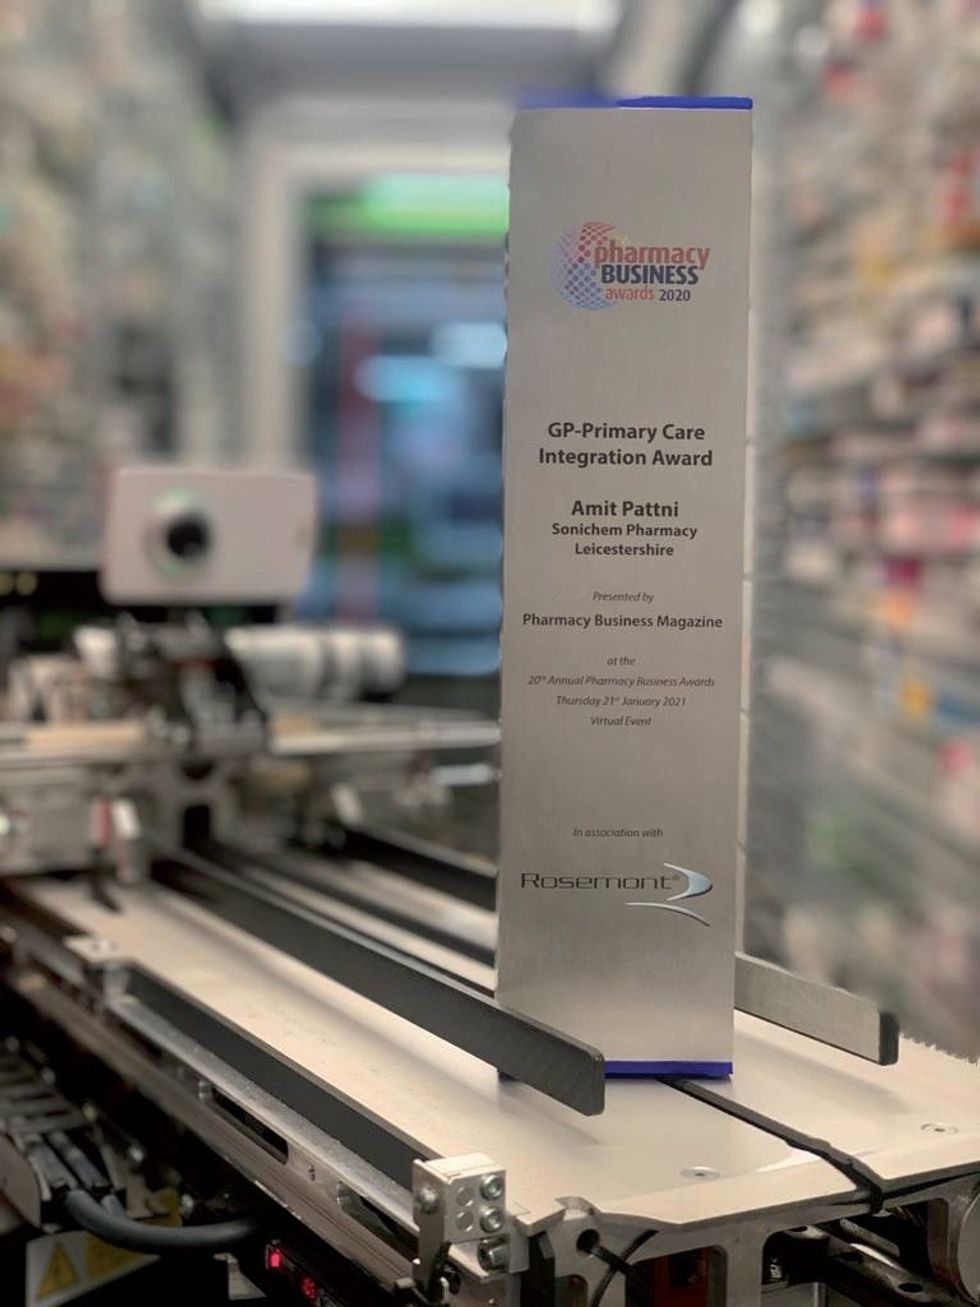 pharmacy
BUSINESS
awards 2020
GP-Primary Care
Integration Award
Amit Pattni
Sonichem Pharmacy
Leicestershire
Presented by
Pharmacy Business Magazine
at the
20th Annual Pharmacy Business Awards
Thursday 21st January 2021
Virtual Event
In association with
Rosemont®